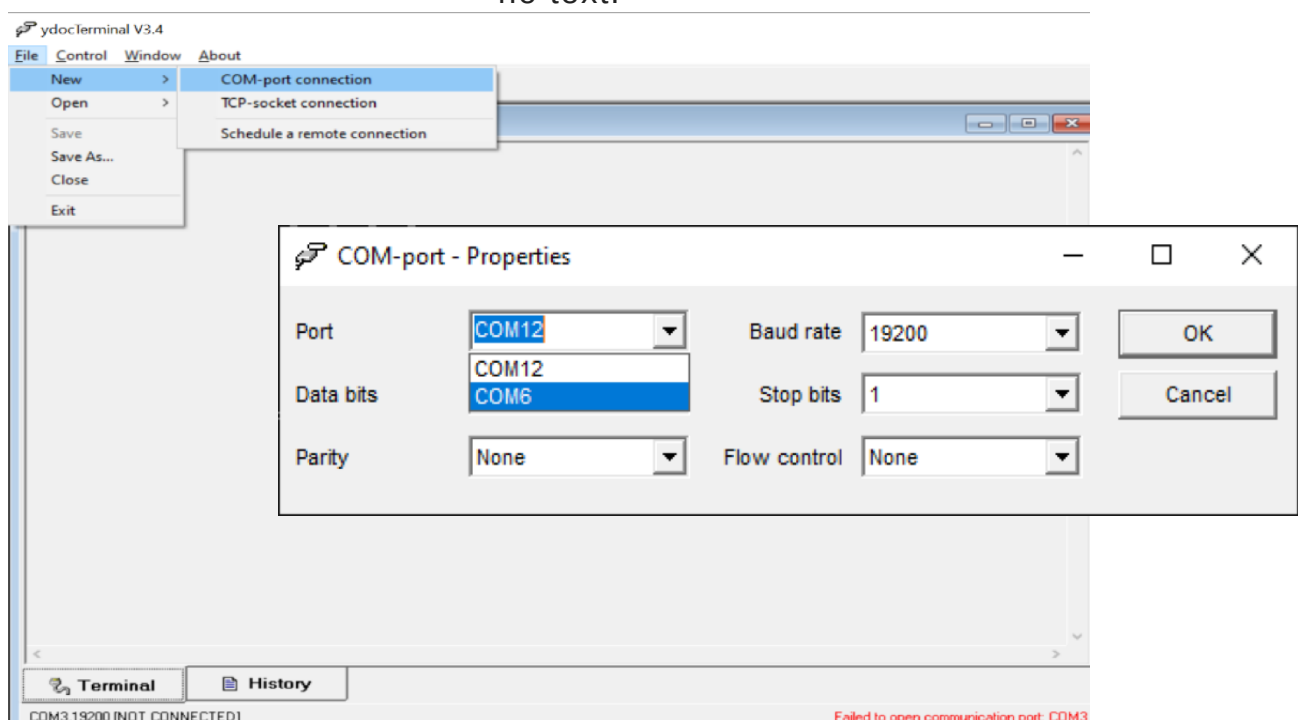 no text.
ydocTerminal V3.4
File Control Window About
New > COM-port connection
Open > TCP-socket connection
Save Schedule a remote connection
Save As...
Close
Exit
COM-port - Properties
Port COM12 Baud rate 19200 OK
COM12
Data bits COM6 Stop bits 1 Cancel
Parity None Flow control None
Terminal History
COM3 19200 [NOT CONNECTED] Failed to open communication port: COM3